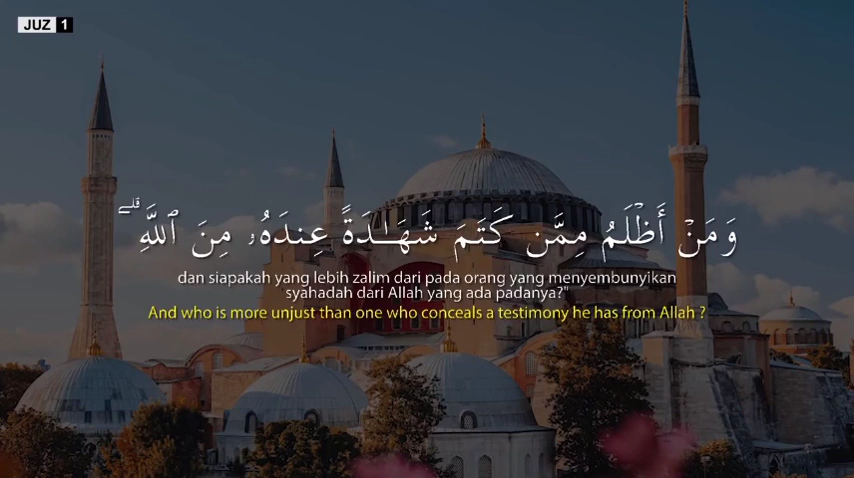 JUZ 1
وَمَنْ أَظْلَمُ مِمَّن كَتَمَ شَهَـٰدَةً عِندَهُۥ مِنَ ٱللَّهِ ۗ
dan siapakah yang lebih zalim dari pada orang yang menyembunyikan
syahadah dari Allah yang ada padanya?"
And who is more unjust than one who conceals a testimony he has from Allah ?